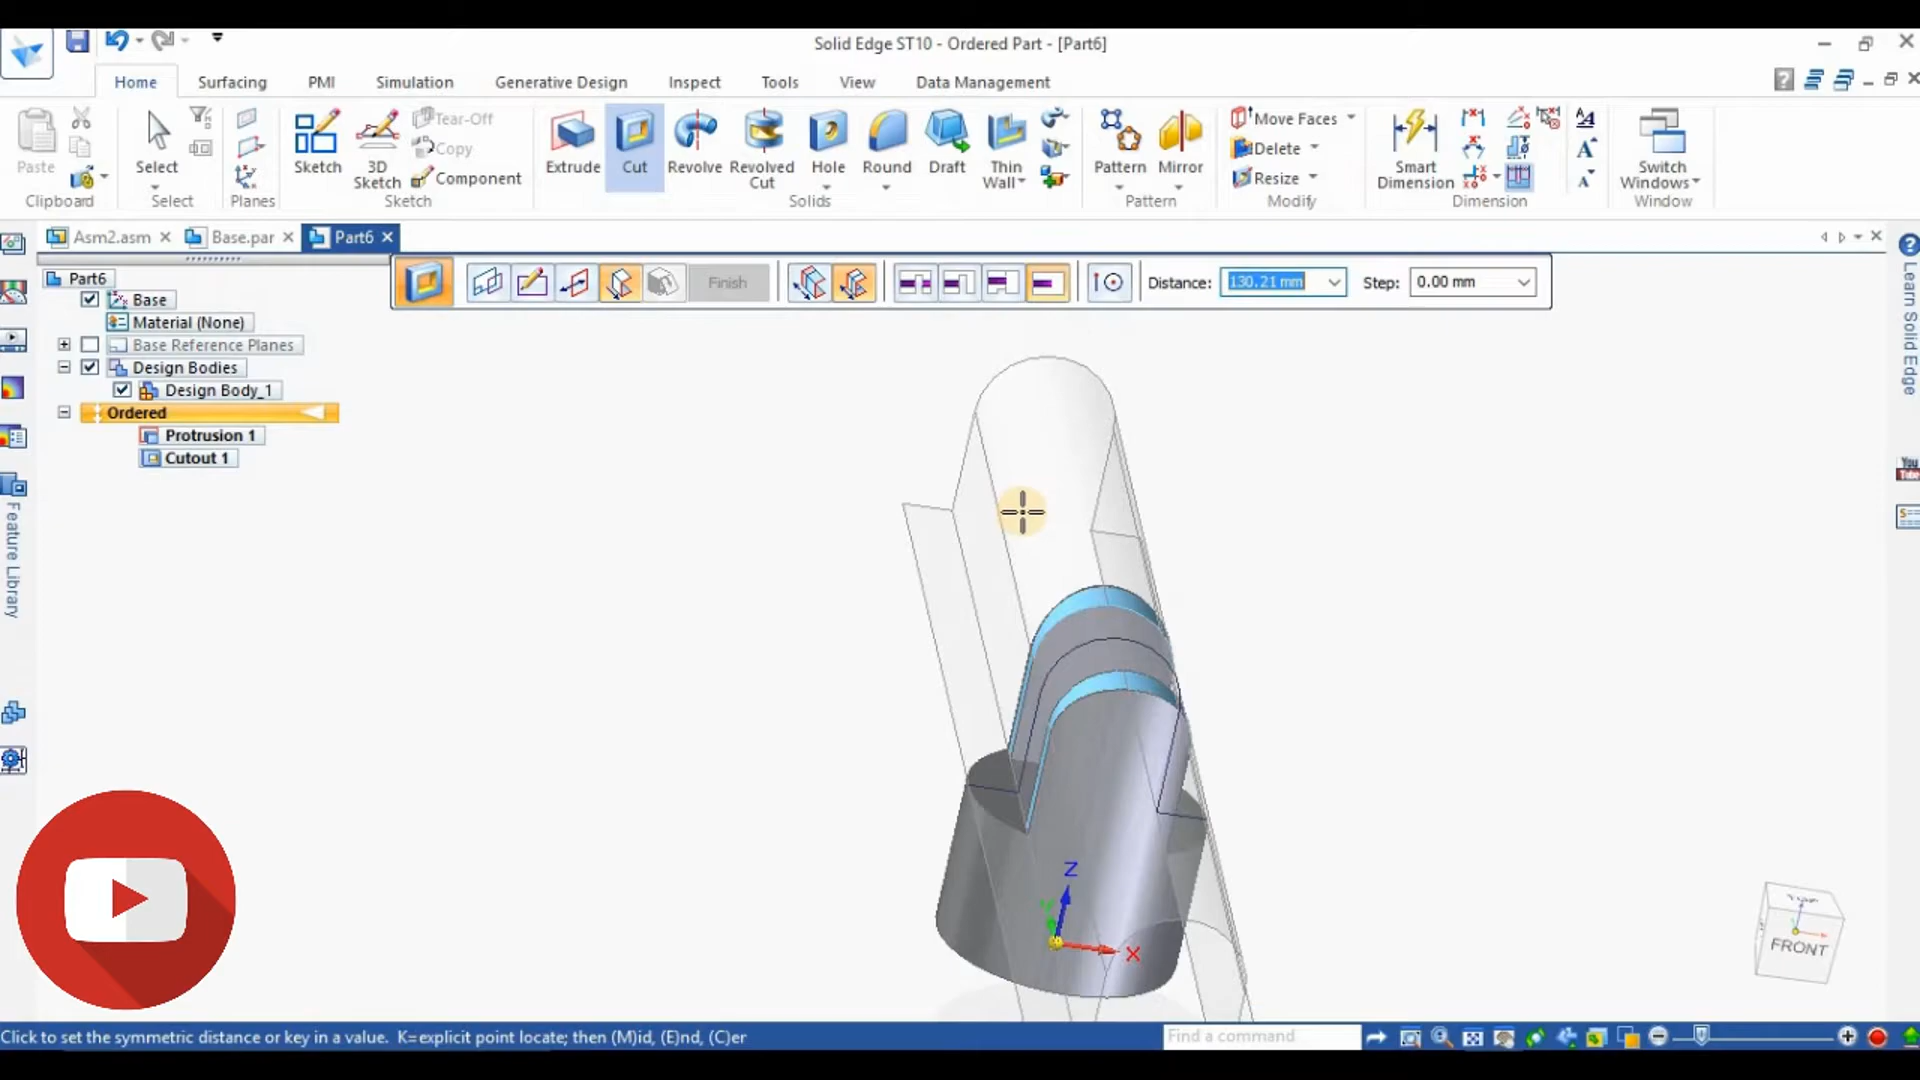 Solid Edge ST10 - Ordered Part - [Part6]
Home Surfacing PMI Simulation Generative Design Inspect Tools View Data Management
Paste
Clipboard
Select
Select
Planes
Sketch
3D Sketch
Tear-Off
Copy
Component
Sketch
Extrude
Cut
Revolve
Revolved Cut
Hole
Round
Draft
Thin Wall
Solids
Pattern
Mirror
Pattern
Move Faces
Delete
Resize
Modify
Smart Dimension
Dimension
Switch Windows
Window
Asm2.asm Base.par Part6
Finish Distance: 130.21 mm Step: 0.00 mm
Part6
Base
Material (None)
Base Reference Planes
Design Bodies
Design Body_1
Ordered
Protrusion 1
Cutout 1
Feature Library
Learn Solid Edge
You
Z
X
FRONT
Click to set the symmetric distance or key in a value. K=explicit point locate; then (M)id, (E)nd, (C)er
Find a command